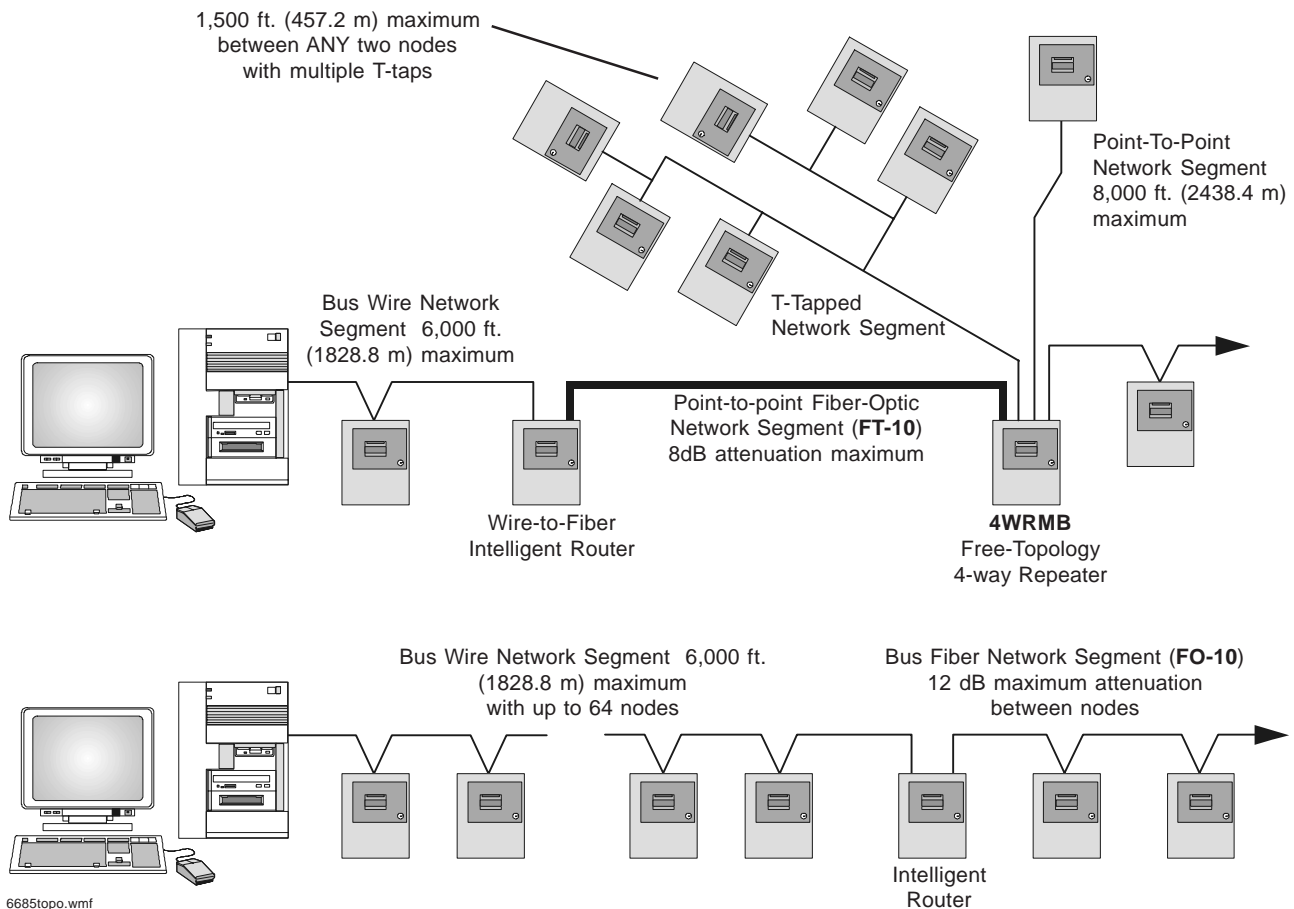 1,500 ft. (457.2 m) maximum
between ANY two nodes
with multiple T-taps
Point-To-Point
Network Segment
8,000 ft. (2438.4 m)
maximum
Bus Wire Network
Segment 6,000 ft.
(1828.8 m) maximum
T-Tapped
Network Segment
Point-to-point Fiber-Optic
Network Segment (FT-10)
8dB attenuation maximum
Wire-to-Fiber
Intelligent Router
4WRMB
Free-Topology
4-way Repeater
Bus Wire Network Segment 6,000 ft.
(1828.8 m) maximum
with up to 64 nodes
Bus Fiber Network Segment (FO-10)
12 dB maximum attenuation
between nodes
Intelligent
Router
6685topo.wmf